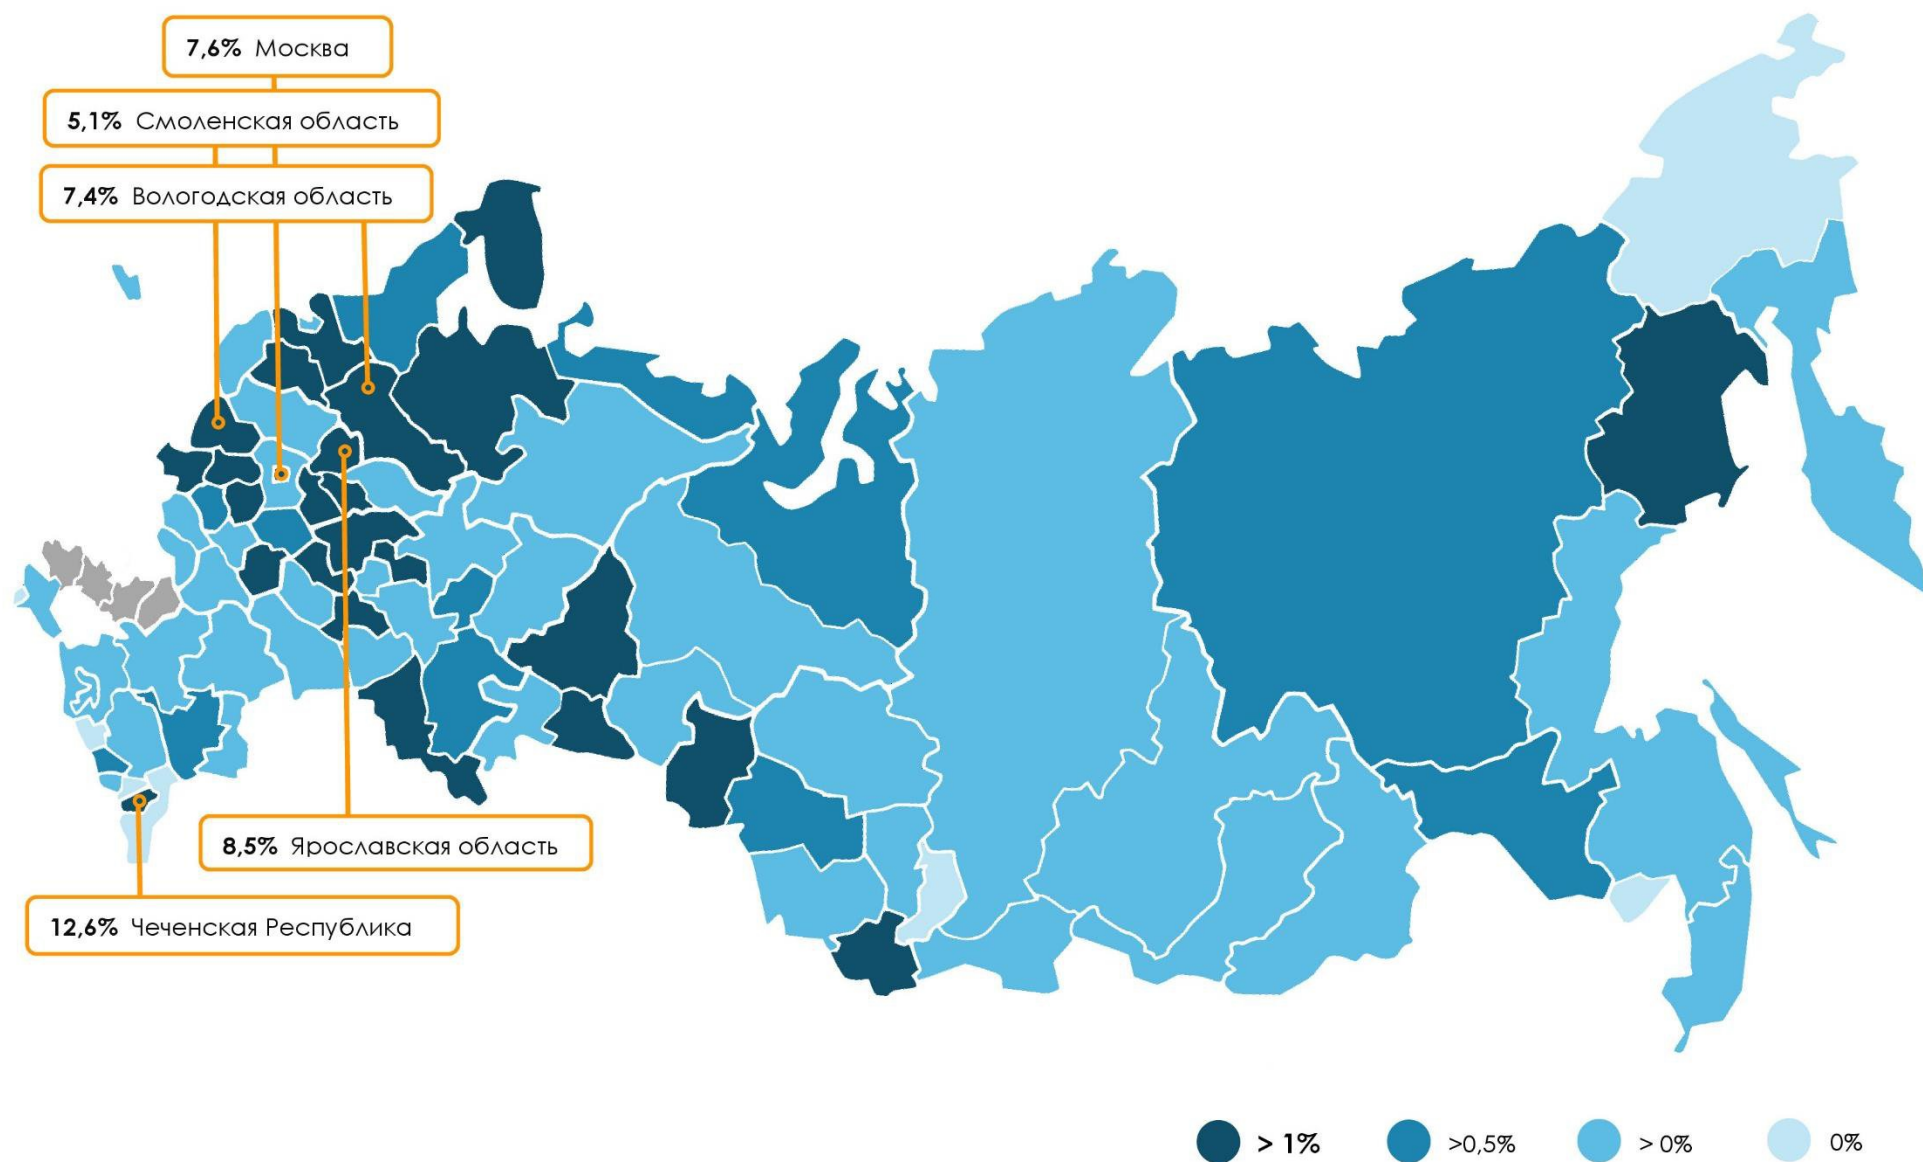 7,6% Москва
5,1% Смоленская область
7,4% Вологодская область
8,5% Ярославская область
12,6% Чеченская Республика
> 1% >0,5% > 0% 0%